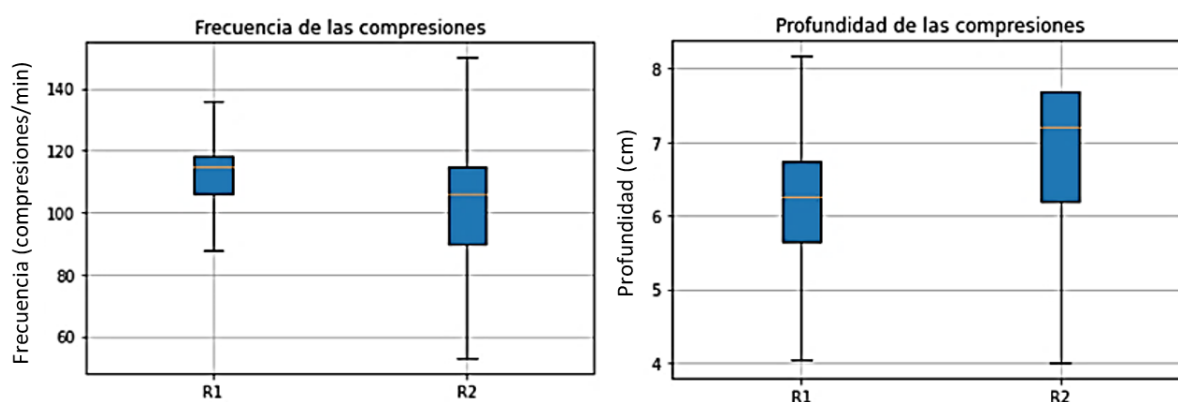 Frecuencia de las compresiones
Frecuencia (compresiones/min)
140
120
100
80
60
R1
R2
Profundidad de las compresiones
Profundidad (cm)
8
7
6
5
4
R1
R2